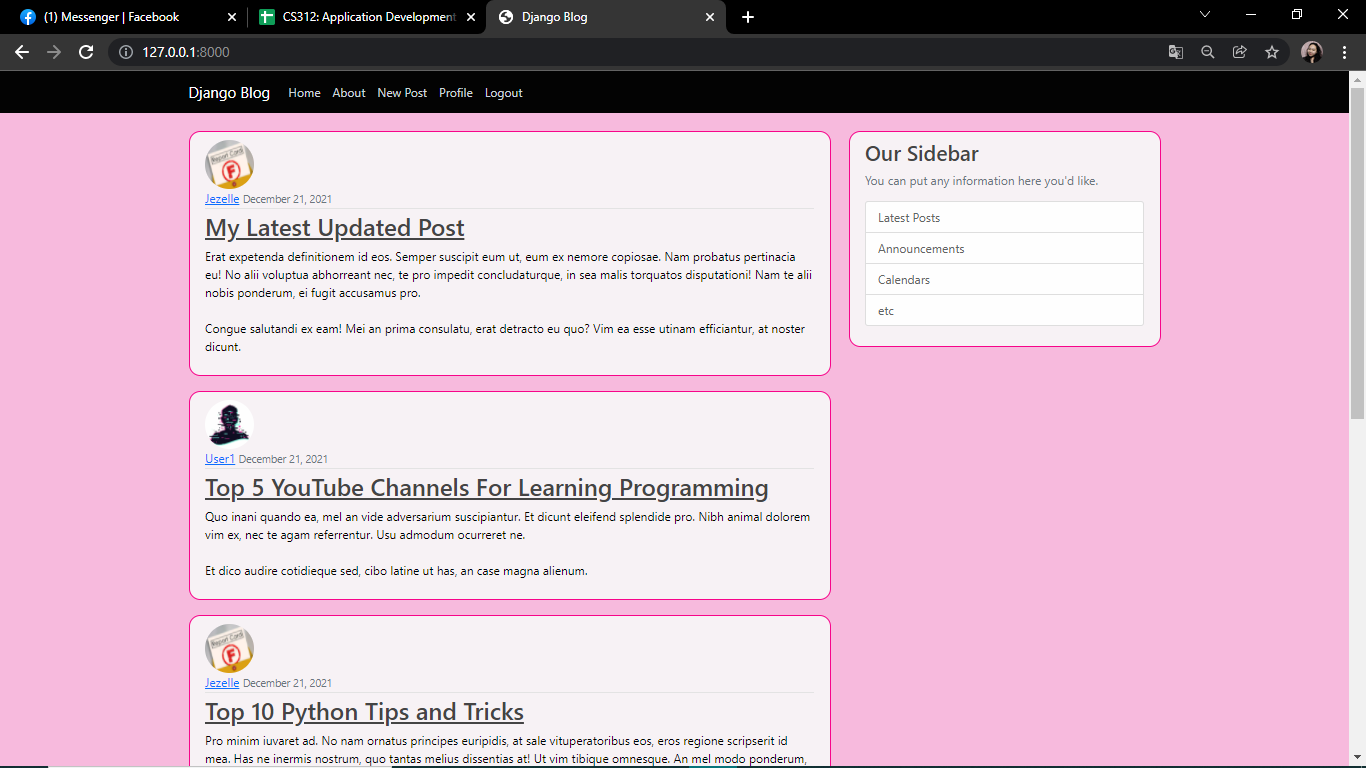 (1) Messenger | Facebook
CS312: Application Development
Django Blog
127.0.0.1:8000
Django Blog Home About New Post Profile Logout
Report Card
F
Jezelle December 21, 2021
My Latest Updated Post
Erat expetenda definitionem id eos. Semper suscipit eum ut, eum ex nemore copiosae. Nam probatus pertinacia
eu! No alii voluptua abhorreant nec, te pro impedit concludaturque, in sea malis torquatos disputationi! Nam te alii
nobis ponderum, ei fugit accusamus pro.
Congue salutandi ex eam! Mei an prima consulatu, erat detracto eu quo? Vim ea esse utinam efficiantur, at noster
dicunt.
User1 December 21, 2021
Top 5 YouTube Channels For Learning Programming
Quo inani quando ea, mel an vide adversarium suscipiantur. Et dicunt eleifend splendide pro. Nibh animal dolorem
vim ex, nec te agam referrentur. Usu admodum ocurreret ne.
Et dico audire cotidieque sed, cibo latine ut has, an case magna alienum.
Report Card
F
Jezelle December 21, 2021
Top 10 Python Tips and Tricks
Pro minim iuvaret ad. No nam ornatus principes euripidis, at sale vituperatoribus eos, eros regione scripserit id
mea. Has ne inermis nostrum, quo tantas melius dissentias at! Ut vim tibique omnesque. An mel modo ponderum,
Our Sidebar
You can put any information here you'd like.
Latest Posts
Announcements
Calendars
etc